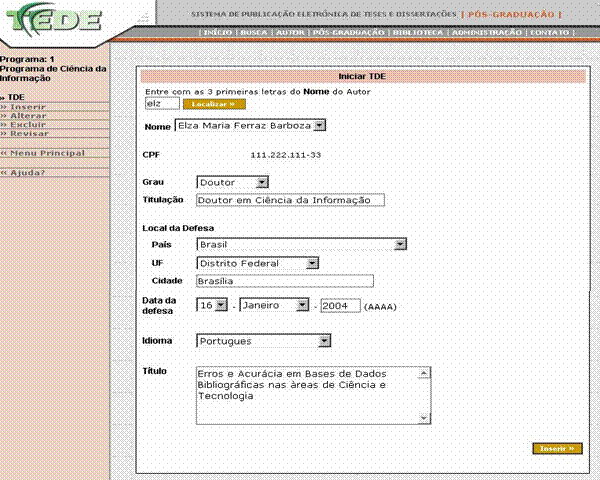 TEDE
SISTEMA DE PUBLICAÇÃO ELETRÔNICA DE TESES E DISSERTAÇÕES | PÓS-GRADUAÇÃO |
| INÍCIO | BUSCA | AUTOR | PÓS GRADUAÇÃO | BIBLIOTECA | ADMINISTRAÇÃO | CONTATO |
Programa: 1
Programa de Ciência da
Informação
» TDE
» Inserir
» Alterar
» Excluir
» Revisar
« Menu Principal
« Ajuda?
Iniciar TDE
Entre com as 3 primeiras letras do Nome do Autor
elz Localizar »
Nome Elza Maria Ferraz Barboza
CPF 111.222.111-33
Grau Doutor
Titulação Doutor em Ciência da Informação
Local da Defesa
País Brasil
UF Distrito Federal
Cidade Brasília
Data da
defesa 16 - Janeiro - 2004 (AAAA)
Idioma Portugues
Título Erros e Acurácia em Bases de Dados
Bibliográficas nas àreas de Ciência e
Tecnologia
Inserir »